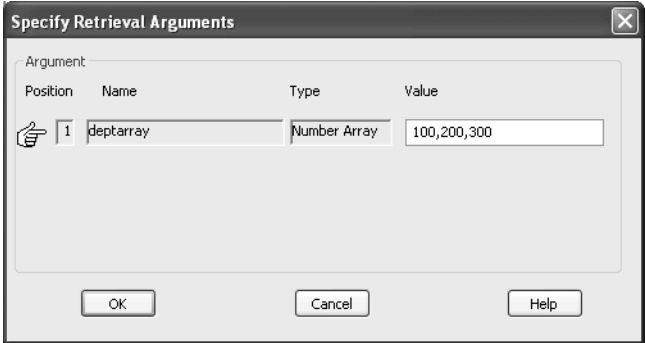 Specify Retrieval Arguments
Argument
Position Name Type Value
1 deptarray Number Array 100,200,300
OK Cancel Help